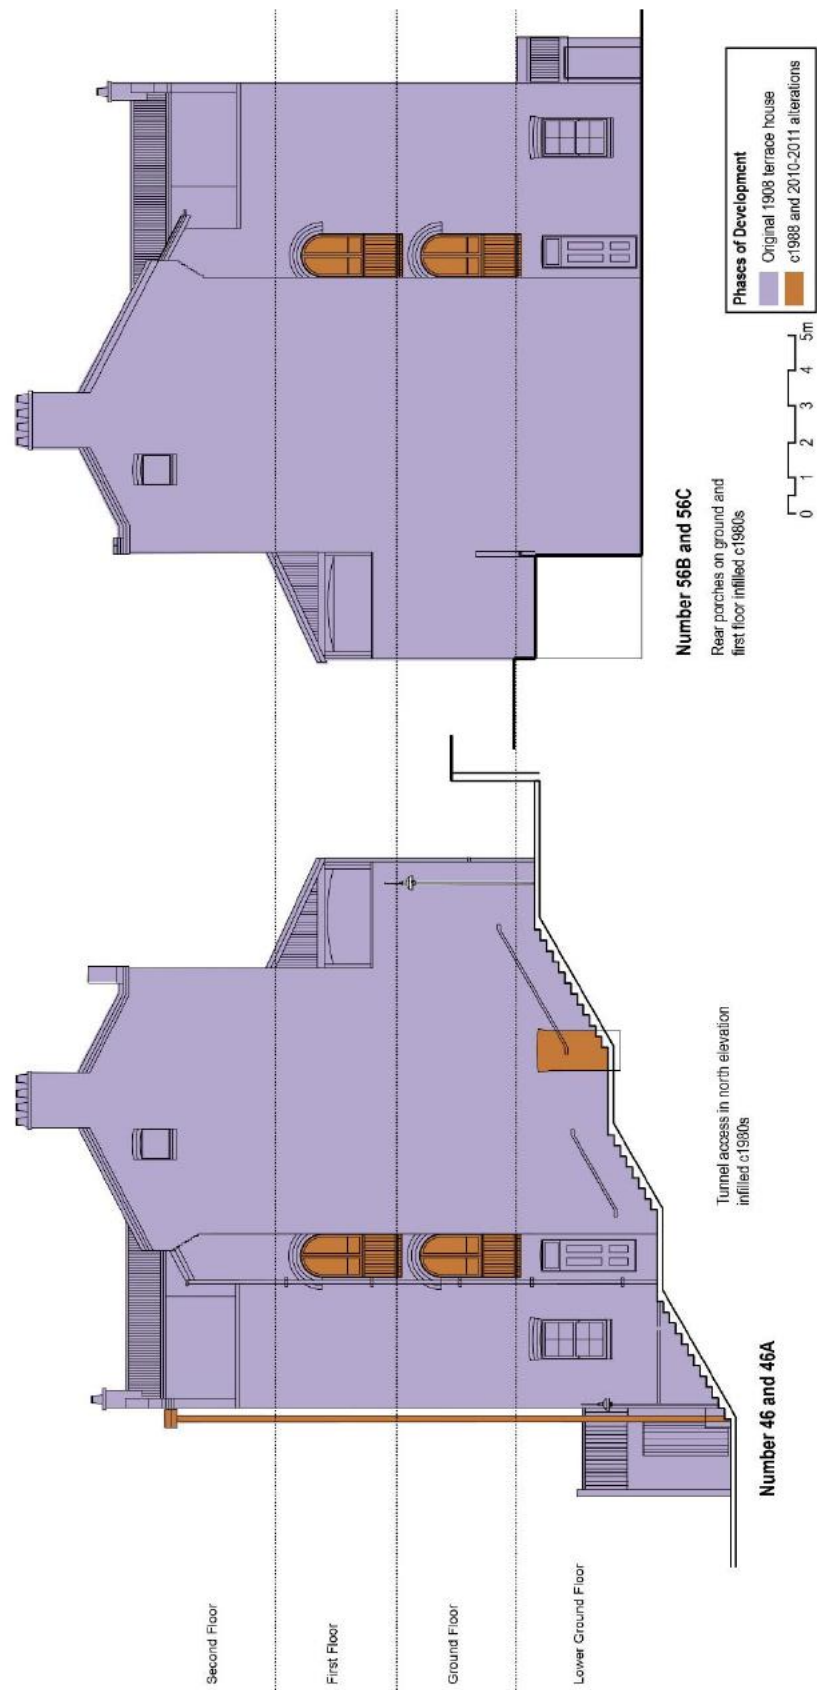 Second Floor
First Floor
Ground Floor
Lower Ground Floor
Number 46 and 46A
Tunnel access in north elevation
infilled c1980s
Number 56B and 56C
Rear porches on ground and
first floor infilled c1980s
0 1 2 3 4 5m
Phases of Development
Original 1908 terrace house
c1988 and 2010-2011 alterations